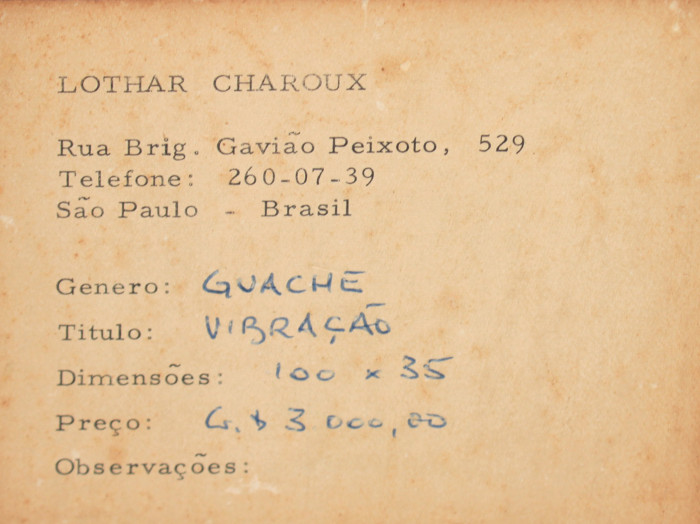 LOTHAR CHAROUX
Rua Brig. Gavião Peixoto, 529
Telefone: 260-07-39
São Paulo - Brasil
Genero: GUACHE
Titulo: VIBRAÇÃO
Dimensões: 100 x 35
Preço: Cr.$ 3 000,00
Observações: